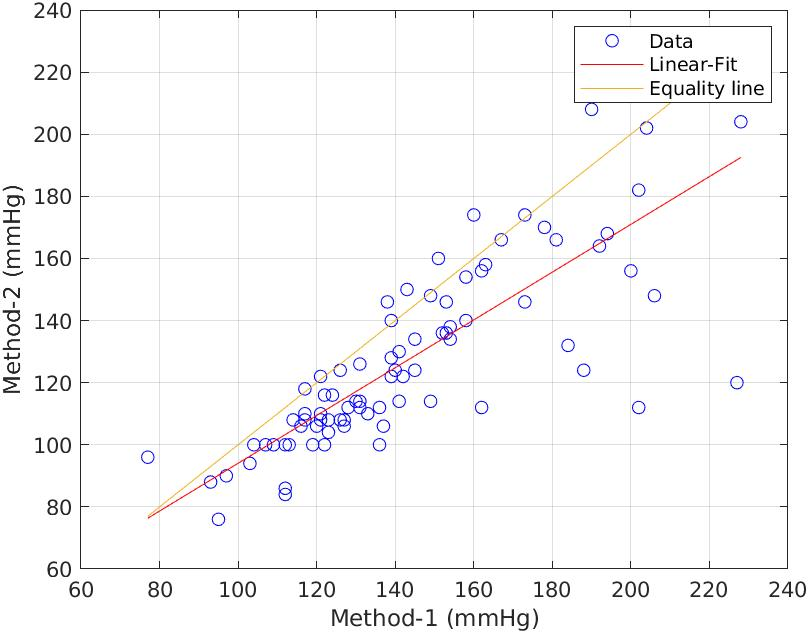 240
220
200
180
160
140
120
100
80
60
Method-2 (mmHg)
Data
Linear-Fit
Equality line
60 80 100 120 140 160 180 200 220 240
Method-1 (mmHg)